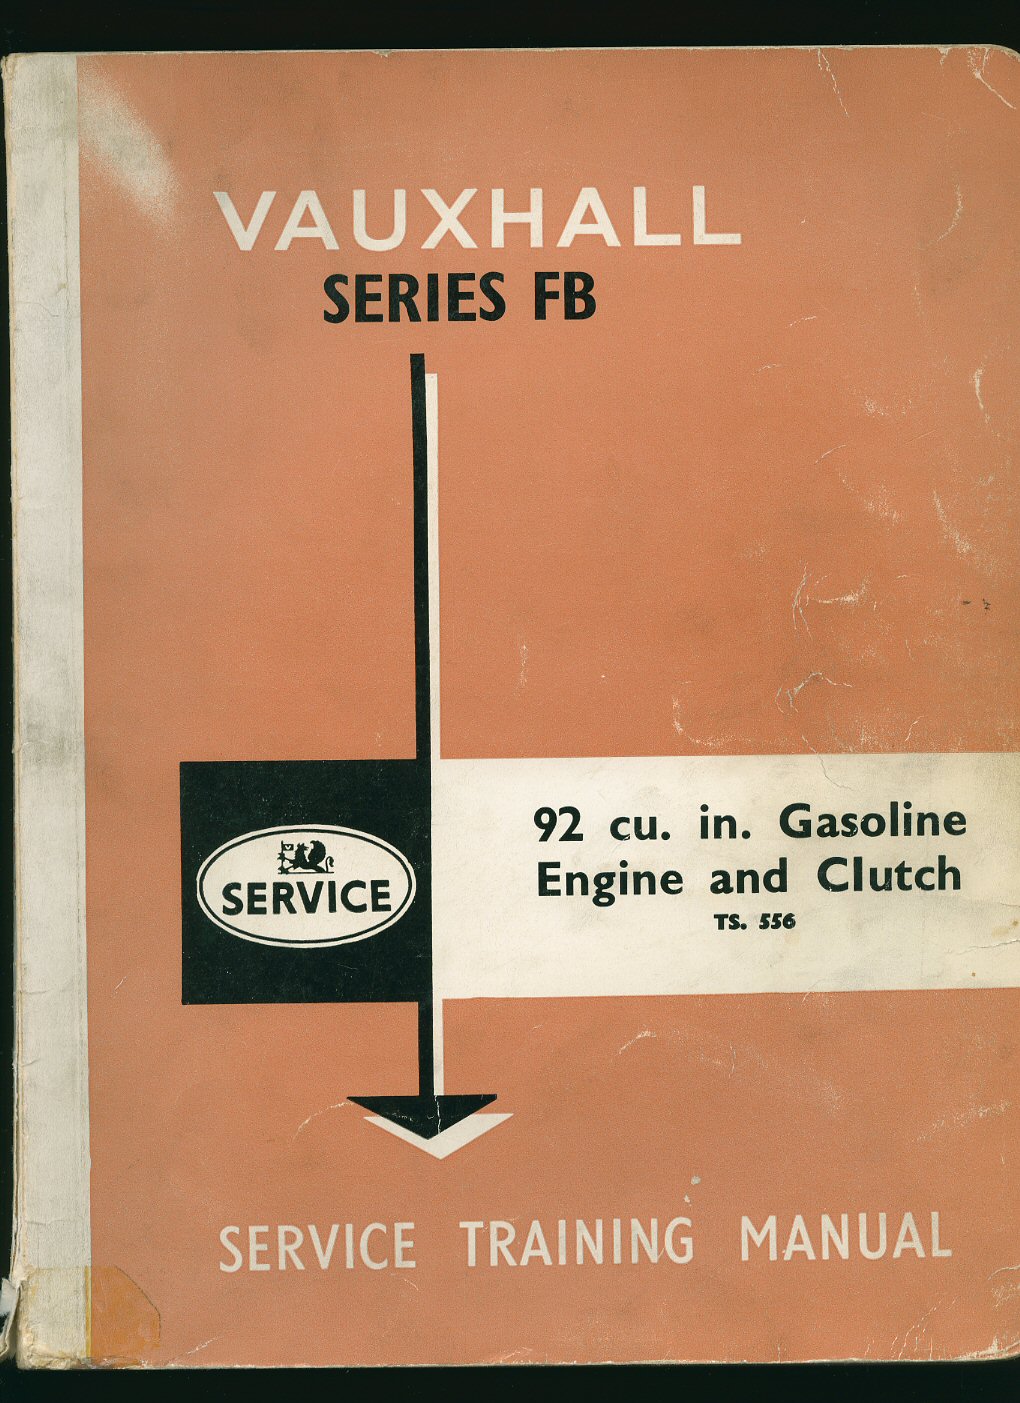 VAUXHALL
SERIES FB
SERVICE
92 cu. in. Gasoline
Engine and Clutch
TS. 556
SERVICE TRAINING MANUAL